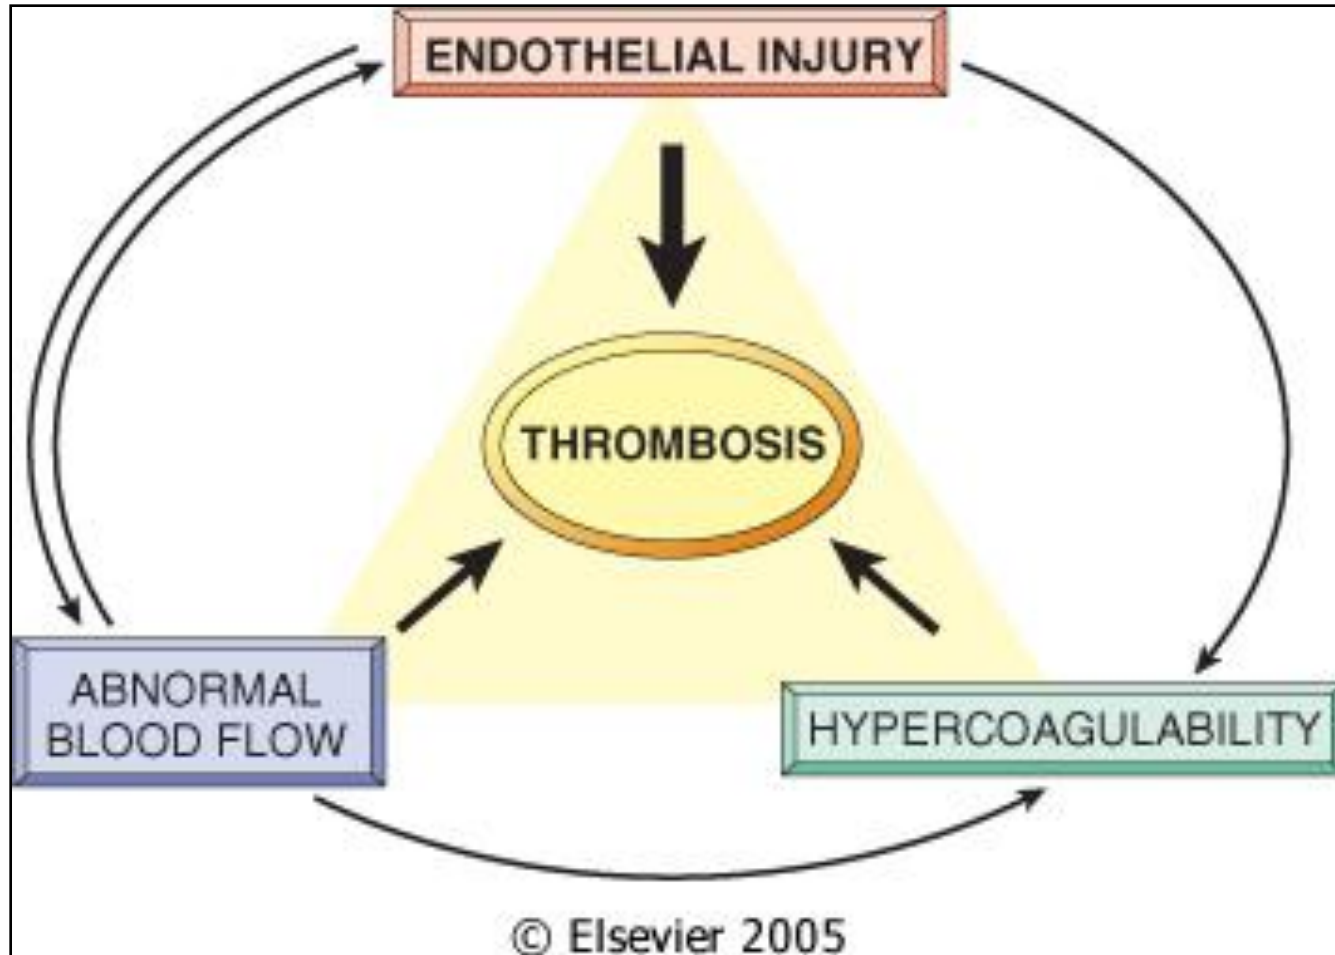 ENDOTHELIAL INJURY
THROMBOSIS
ABNORMAL
BLOOD FLOW
HYPERCOAGULABILITY
© Elsevier 2005